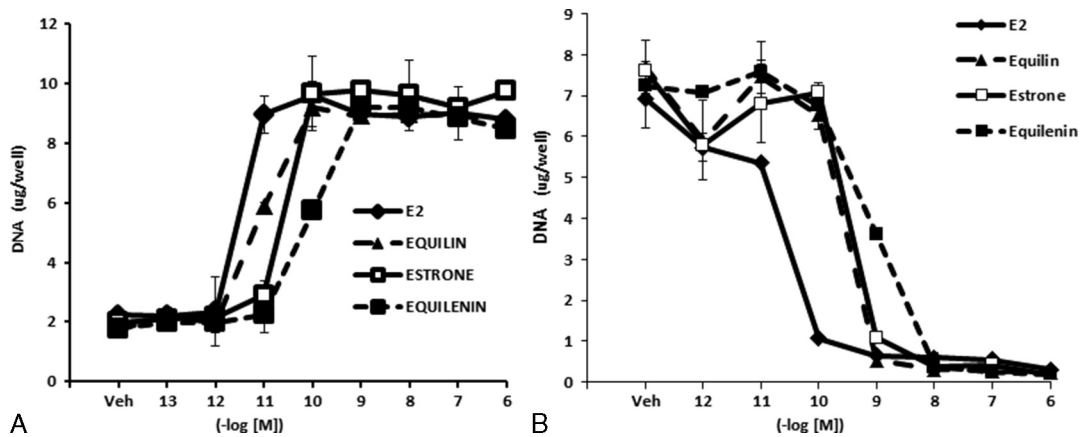 12
10
8
6
4
2
0
DNA (ug/well)
E2
EQUILIN
ESTRONE
EQUILENIN
Veh 13 12 11 10 9 8 7 6
(-log [M])
A
9
8
7
6
5
4
3
2
1
0
DNA (ug/well)
E2
Equilin
Estrone
Equilenin
Veh 12 11 10 9 8 7 6
(-log [M])
B